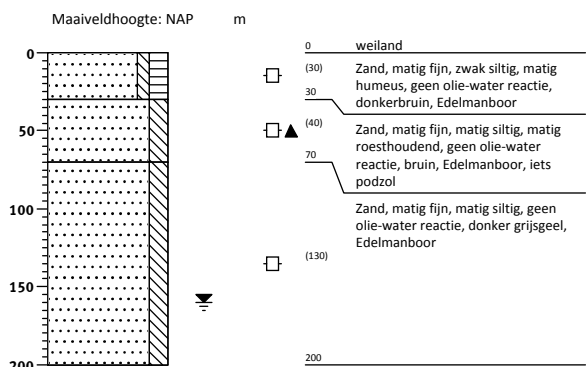 Maaiveldhoogte: NAP m
0
50
100
150
200
0 weiland
(30) Zand, matig fijn, zwak siltig, matig
humeus, geen olie-water reactie,
30 donkerbruin, Edelmanboor
(40) Zand, matig fijn, matig siltig, matig
roesthoudend, geen olie-water
70 reactie, bruin, Edelmanboor, iets
podzol
Zand, matig fijn, matig siltig, geen
olie-water reactie, donker grijsgeel,
Edelmanboor
(130)
200